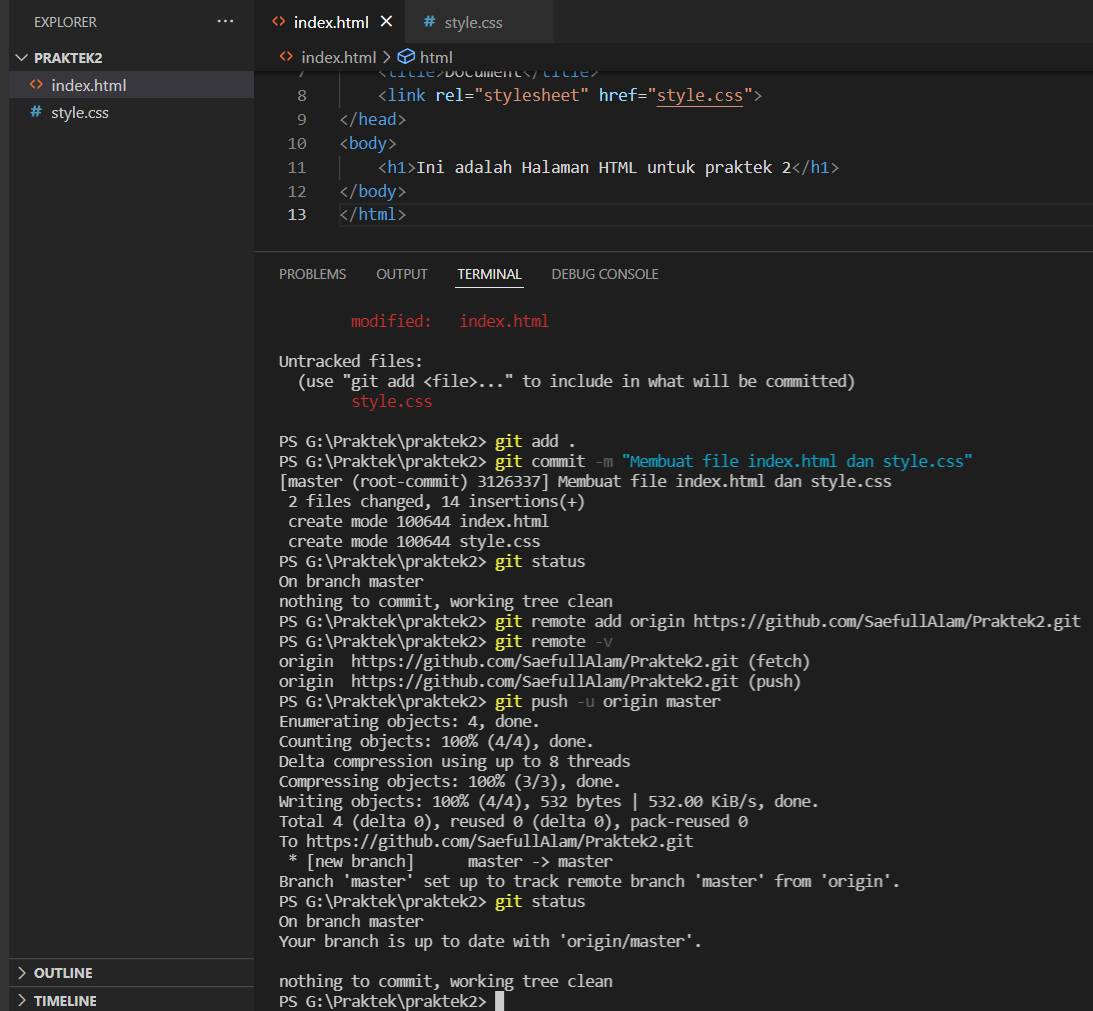 EXPLORER
PRAKTEK2
index.html
# style.css
OUTLINE
TIMELINE
index.html # style.css
index.html > html
7 <title>Document</title>
8 <link rel="stylesheet" href="style.css">
9 </head>
10 <body>
11 <h1>Ini adalah Halaman HTML untuk praktek 2</h1>
12 </body>
13 </html>
PROBLEMS OUTPUT TERMINAL DEBUG CONSOLE
modified: index.html
Untracked files:
(use "git add <file>..." to include in what will be committed)
style.css
PS G:\Praktek\praktek2> git add .
PS G:\Praktek\praktek2> git commit -m "Membuat file index.html dan style.css"
[master (root-commit) 3126337] Membuat file index.html dan style.css
2 files changed, 14 insertions(+)
create mode 100644 index.html
create mode 100644 style.css
PS G:\Praktek\praktek2> git status
On branch master
nothing to commit, working tree clean
PS G:\Praktek\praktek2> git remote add origin https://github.com/SaefullAlam/Praktek2.git
PS G:\Praktek\praktek2> git remote -v
origin https://github.com/SaefullAlam/Praktek2.git (fetch)
origin https://github.com/SaefullAlam/Praktek2.git (push)
PS G:\Praktek\praktek2> git push -u origin master
Enumerating objects: 4, done.
Counting objects: 100% (4/4), done.
Delta compression using up to 8 threads
Compressing objects: 100% (3/3), done.
Writing objects: 100% (4/4), 532 bytes | 532.00 KiB/s, done.
Total 4 (delta 0), reused 0 (delta 0), pack-reused 0
To https://github.com/SaefullAlam/Praktek2.git
* [new branch] master -> master
Branch 'master' set up to track remote branch 'master' from 'origin'.
PS G:\Praktek\praktek2> git status
On branch master
Your branch is up to date with 'origin/master'.
nothing to commit, working tree clean
PS G:\Praktek\praktek2>